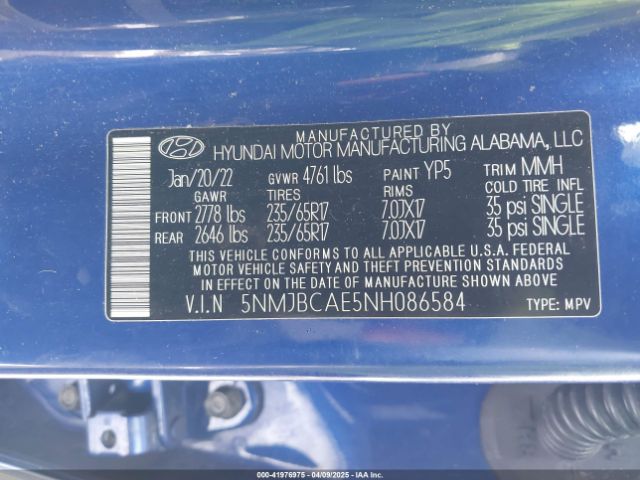 MANUFACTURED BY
HYUNDAI MOTOR MANUFACTURING ALABAMA, LLC
Jan/20/22 GVWR 4761 lbs PAINT YP5 TRIM MMH
GAWR TIRES RIMS COLD TIRE INFL
FRONT 2778 lbs 235/65R17 7.0JX17 35 psi SINGLE
REAR 2646 lbs 235/65R17 7.0JX17 35 psi SINGLE
THIS VEHICLE CONFORMS TO ALL APPLICABLE U.S.A. FEDERAL
MOTOR VEHICLE SAFETY AND THEFT PREVENTION STANDARDS
IN EFFECT ON THE DATE OF MANUFACTURE SHOWN ABOVE
V.I.N 5NMJBCAE5NH086584 TYPE: MPV
000-41976975 - 04/09/2025 - IAAI.COM